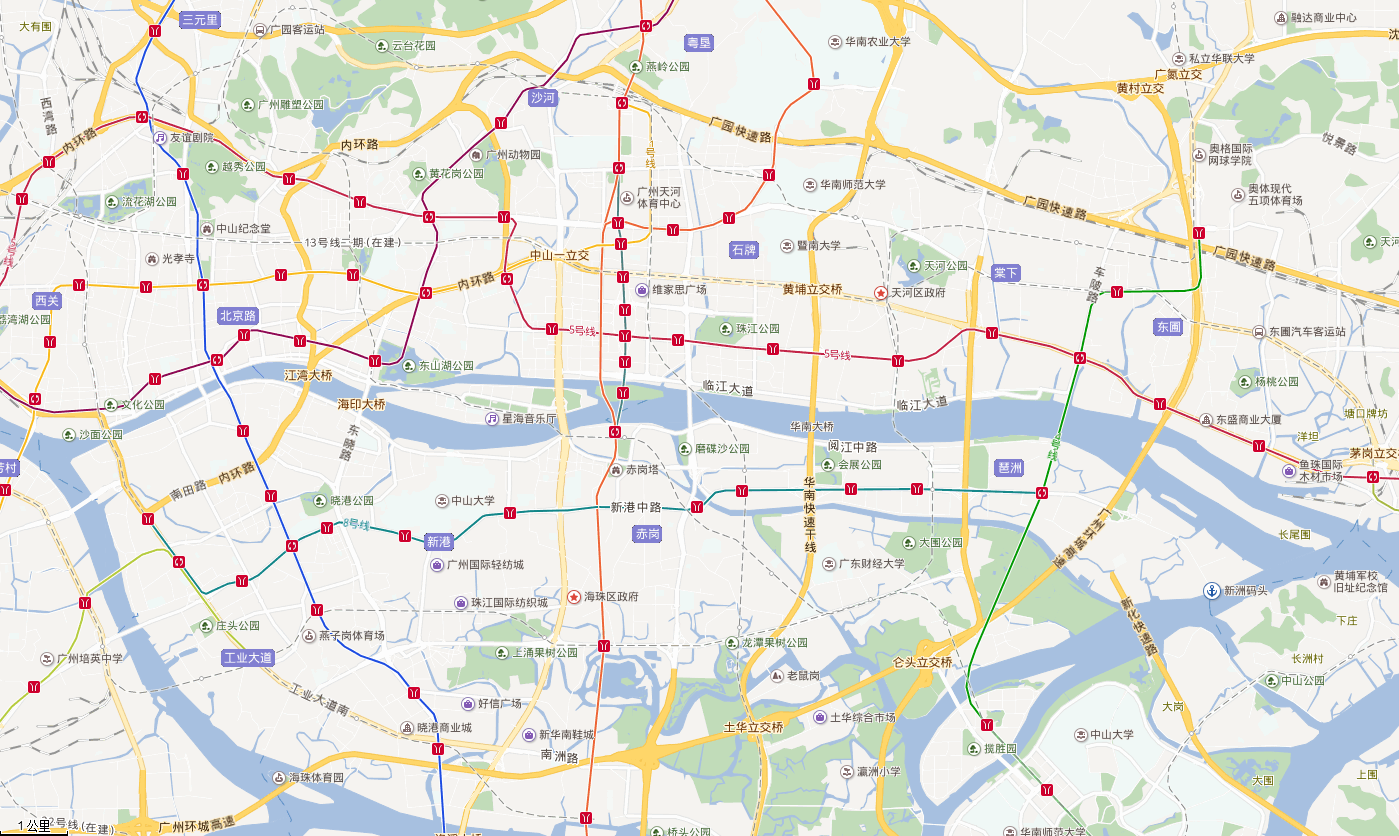 三元里
大有围
广园客运站
云台花园
粤垦
华南农业大学
融达商业中心
沈
私立华联大学
广氮立交
黄村立交
燕岭公园
沙河
西湾路
广州雕塑公园
内环路
友谊剧院
内环路
广园快速路
悦景路
奥格国际
网球学院
广州动物园
号线
越秀公园
黄花岗公园
华南师范大学
奥体现代
五项体育场
广州天河
体育中心
流花湖公园
广园快速路
中山纪念堂
13号线二期(在建)
石牌
暨南大学
广园快速路
号线
光孝寺
中山一立交
天河公园
棠下
车陂路
内环路
维家思广场
黄埔立交桥
天河区政府
西关
荔湾湖公园
北京路
5号线
珠江公园
东圃
东圃汽车客运站
5号线
江湾大桥
东山湖公园
杨桃公园
临江大道
文化公园
海印大桥
临江大道
塘口牌坊
星海音乐厅
东盛商业大厦
沙面公园
东晓路
华南大桥
洋坦
号线
磨碟沙公园
阅江中路
茅岗立交
芳村
内环路
赤岗塔
会展公园
琶洲
鱼珠国际
木材市场
南田路
晓港公园
中山大学
华南快速干线
新港中路
8号线
新港
赤岗
广州环城高速
长尾围
大围公园
广州国际轻纺城
广东财经大学
黄埔军校
旧址纪念馆
新洲码头
珠江国际纺织城
海珠区政府
新化快速路
下庄
庄头公园
燕子岗体育场
龙潭果树公园
广州培英中学
工业大道
上涌果树公园
仑头立交桥
长洲村
老鼠岗
中山公园
工业大道南
好信广场
大岗
土华综合市场
晓港商业城
土华立交桥
新华南鞋城
揽胜园
中山大学
南洲路
海珠体育园
瀛洲小学
大围
上围
1公里
2号线(在建)
广州环城高速
桥头公园
华南师范大学